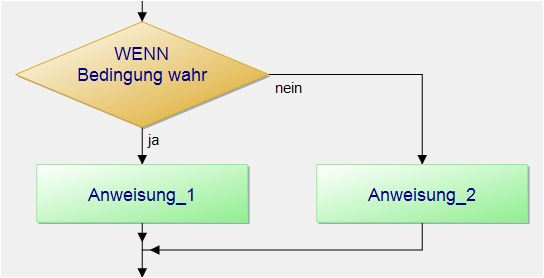 WENN
Bedingung wahr
nein
ja
Anweisung_1
Anweisung_2